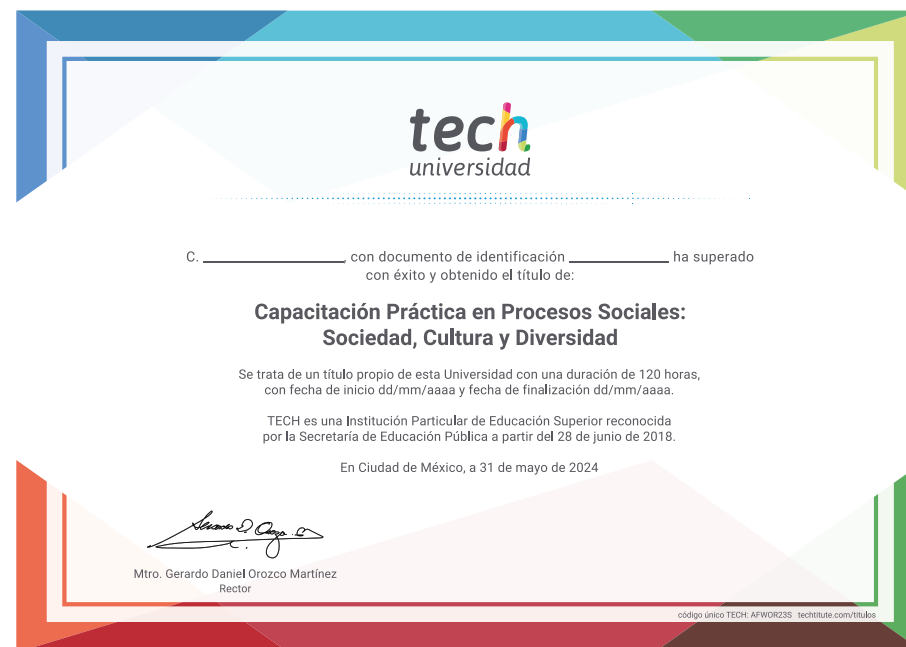 tech
universidad
C. ____________________, con documento de identificación ______________ ha superado
con éxito y obtenido el título de:
Capacitación Práctica en Procesos Sociales:
Sociedad, Cultura y Diversidad
Se trata de un título propio de esta Universidad con una duración de 120 horas,
con fecha de inicio dd/mm/aaaa y fecha de finalización dd/mm/aaaa.
TECH es una Institución Particular de Educación Superior reconocida
por la Secretaría de Educación Pública a partir del 28 de junio de 2018.
En Ciudad de México, a 31 de mayo de 2024
Mtro. Gerardo Daniel Orozco Martínez
Rector
código único TECH: AFWOR23S techtitute.com/titulos